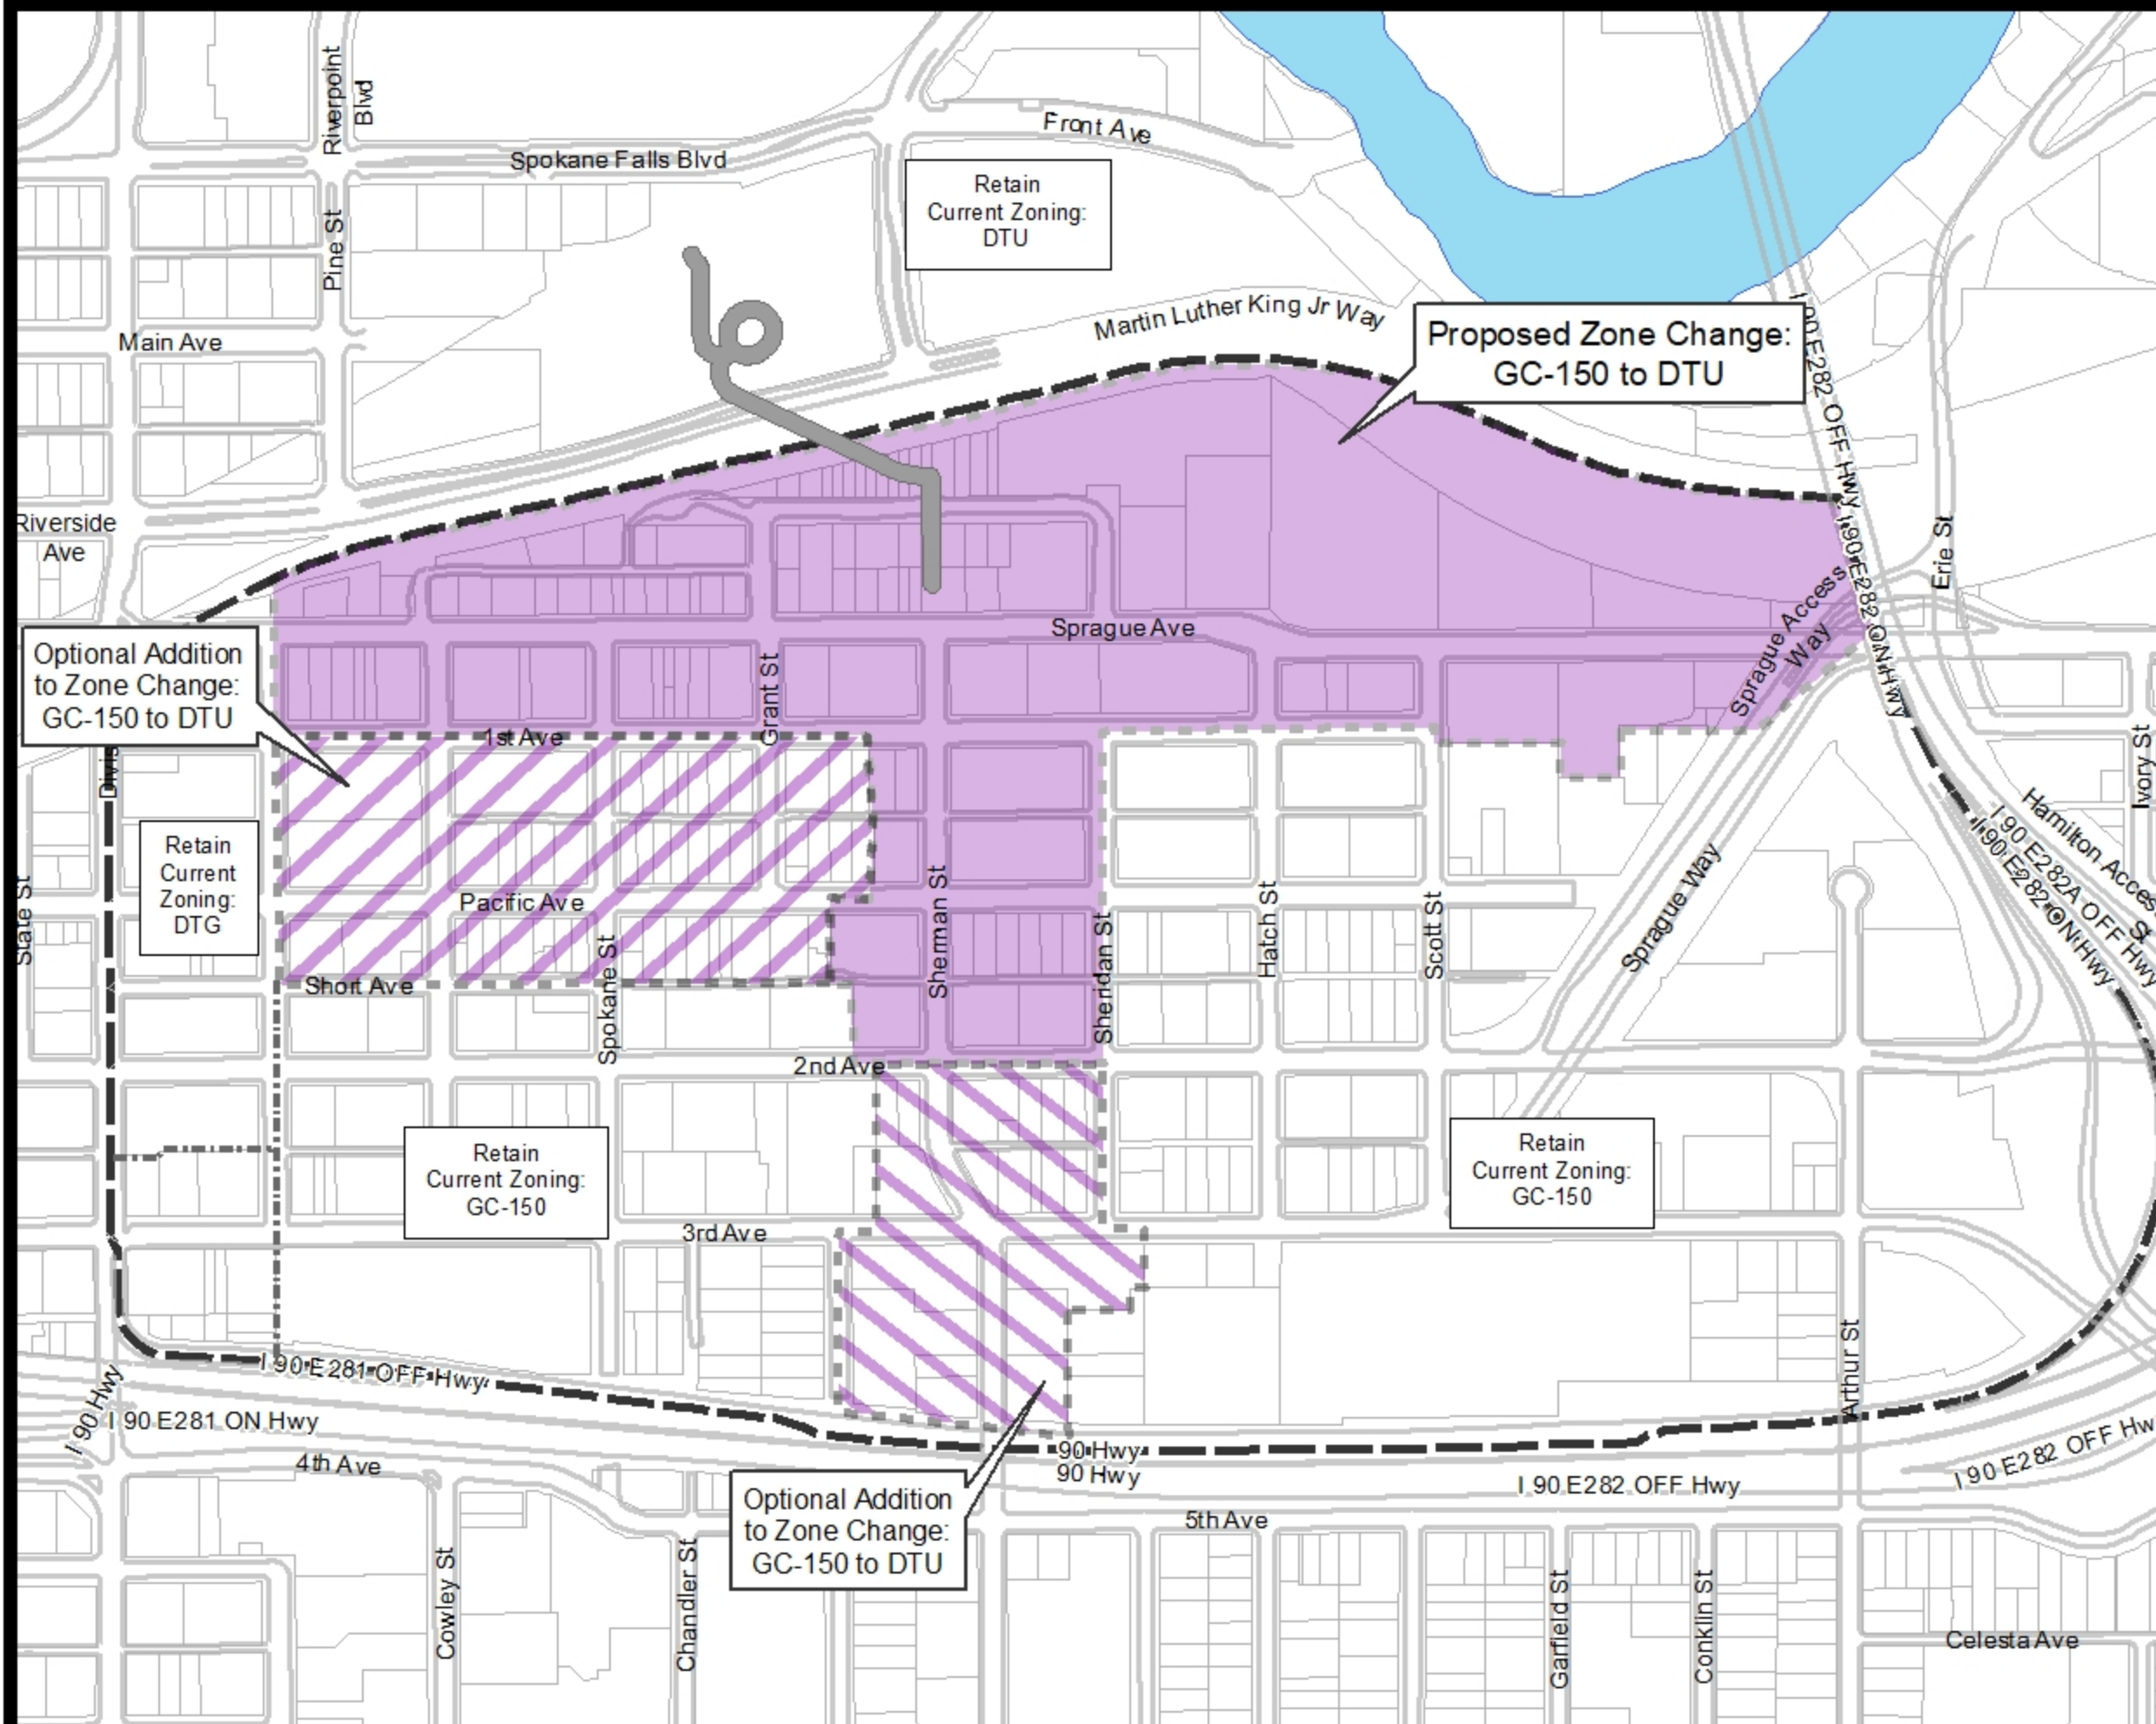 Riverpoint
Blvd
Front Ave
Spokane Falls Blvd
Retain
Current Zoning:
DTU
Pine St
Main Ave
Martin Luther King Jr Way
Proposed Zone Change:
GC-150 to DTU
I 90 E282 OFF Hwy
Riverside
Ave
I 90 E282 ON Hwy
Erie St
Sprague Access
Way
Sprague Ave
Optional Addition
to Zone Change:
GC-150 to DTU
Grant St
1st Ave
Divis
Ivory St
Hamilton Acces
St
I 90 E282A OFF Hwy
I 90 E282 ON Hwy
Retain
Current
Zoning:
DTG
State St
Pacific Ave
Sherman St
Sheridan St
Hatch St
Scott St
Sprague Way
Short Ave
Spokane St
2nd Ave
Retain
Current Zoning:
GC-150
Retain
Current Zoning:
GC-150
3rd Ave
Arthur St
I 90 E281 OFF Hwy
I 90 Hwy
I 90 E281 ON Hwy
90 Hwy
90 Hwy
4th Ave
I 90 E282 OFF Hwy
I 90 E282 OFF Hw
Optional Addition
to Zone Change:
GC-150 to DTU
5th Ave
Cowley St
Chandler St
Garfield St
Conklin St
Celesta Ave